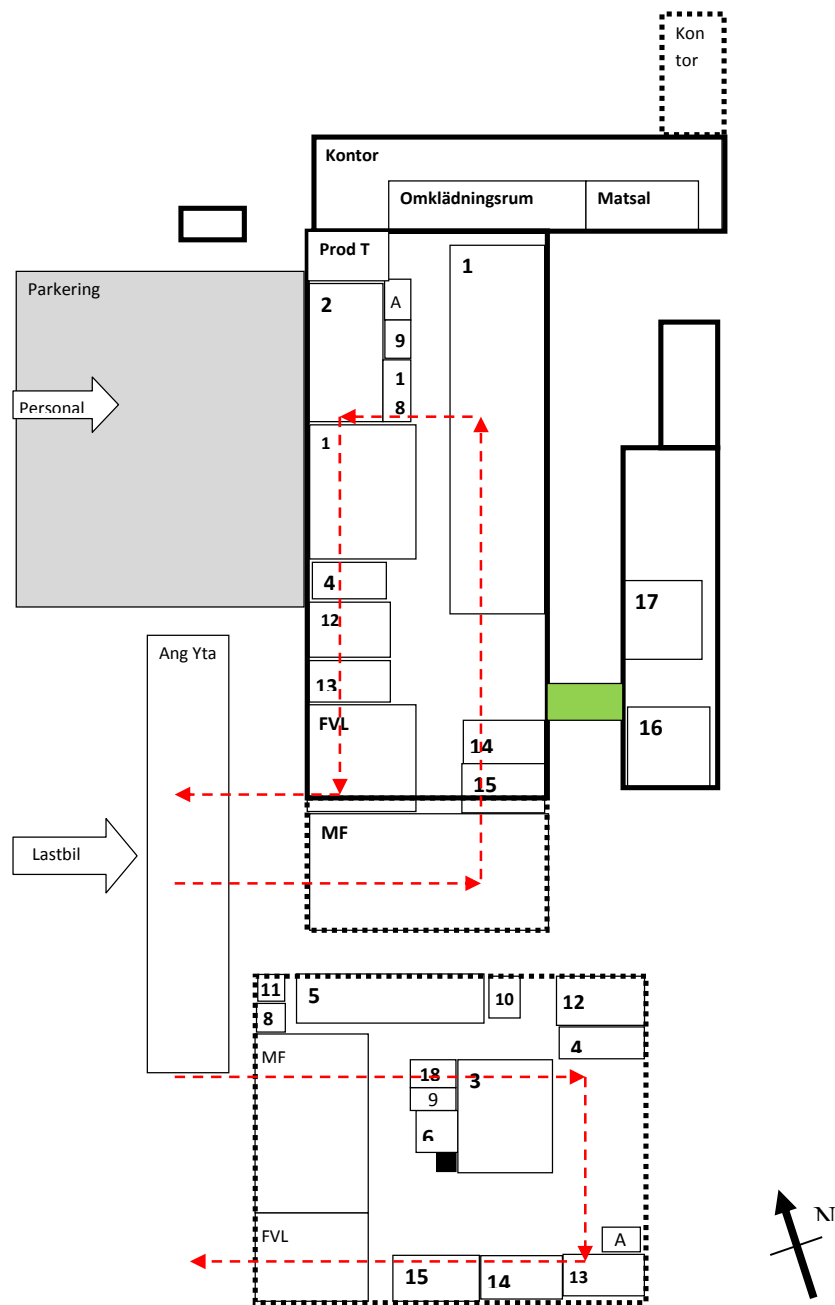 Kon
tor
Kontor
Omklädningsrum
Matsal
Prod T
1
Parkering
2
A
9
1
8
Personal
1
4
17
12
Ang Yta
13
FVL
16
14
15
MF
Lastbil
11
5
10
12
8
4
MF
18
3
9
6
N
A
FVL
15
14
13